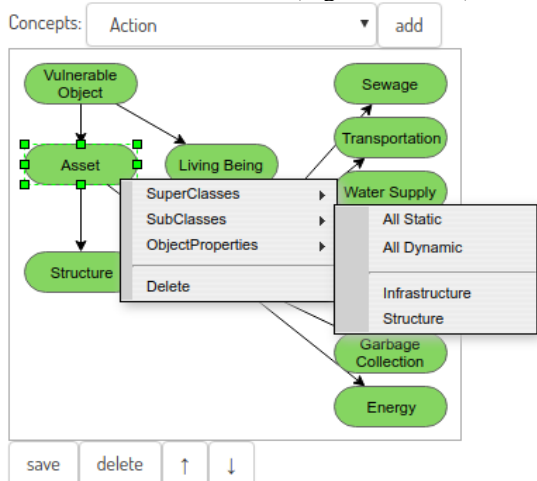 Concepts:
Action
add
Vulnerable
Object
Sewage
Transportation
Asset
Living Being
Water Supply
SuperClasses
SubClasses
ObjectProperties
Delete
All Static
All Dynamic
Infrastructure
Structure
Structure
Garbage
Collection
Energy
save
delete
↑
↓